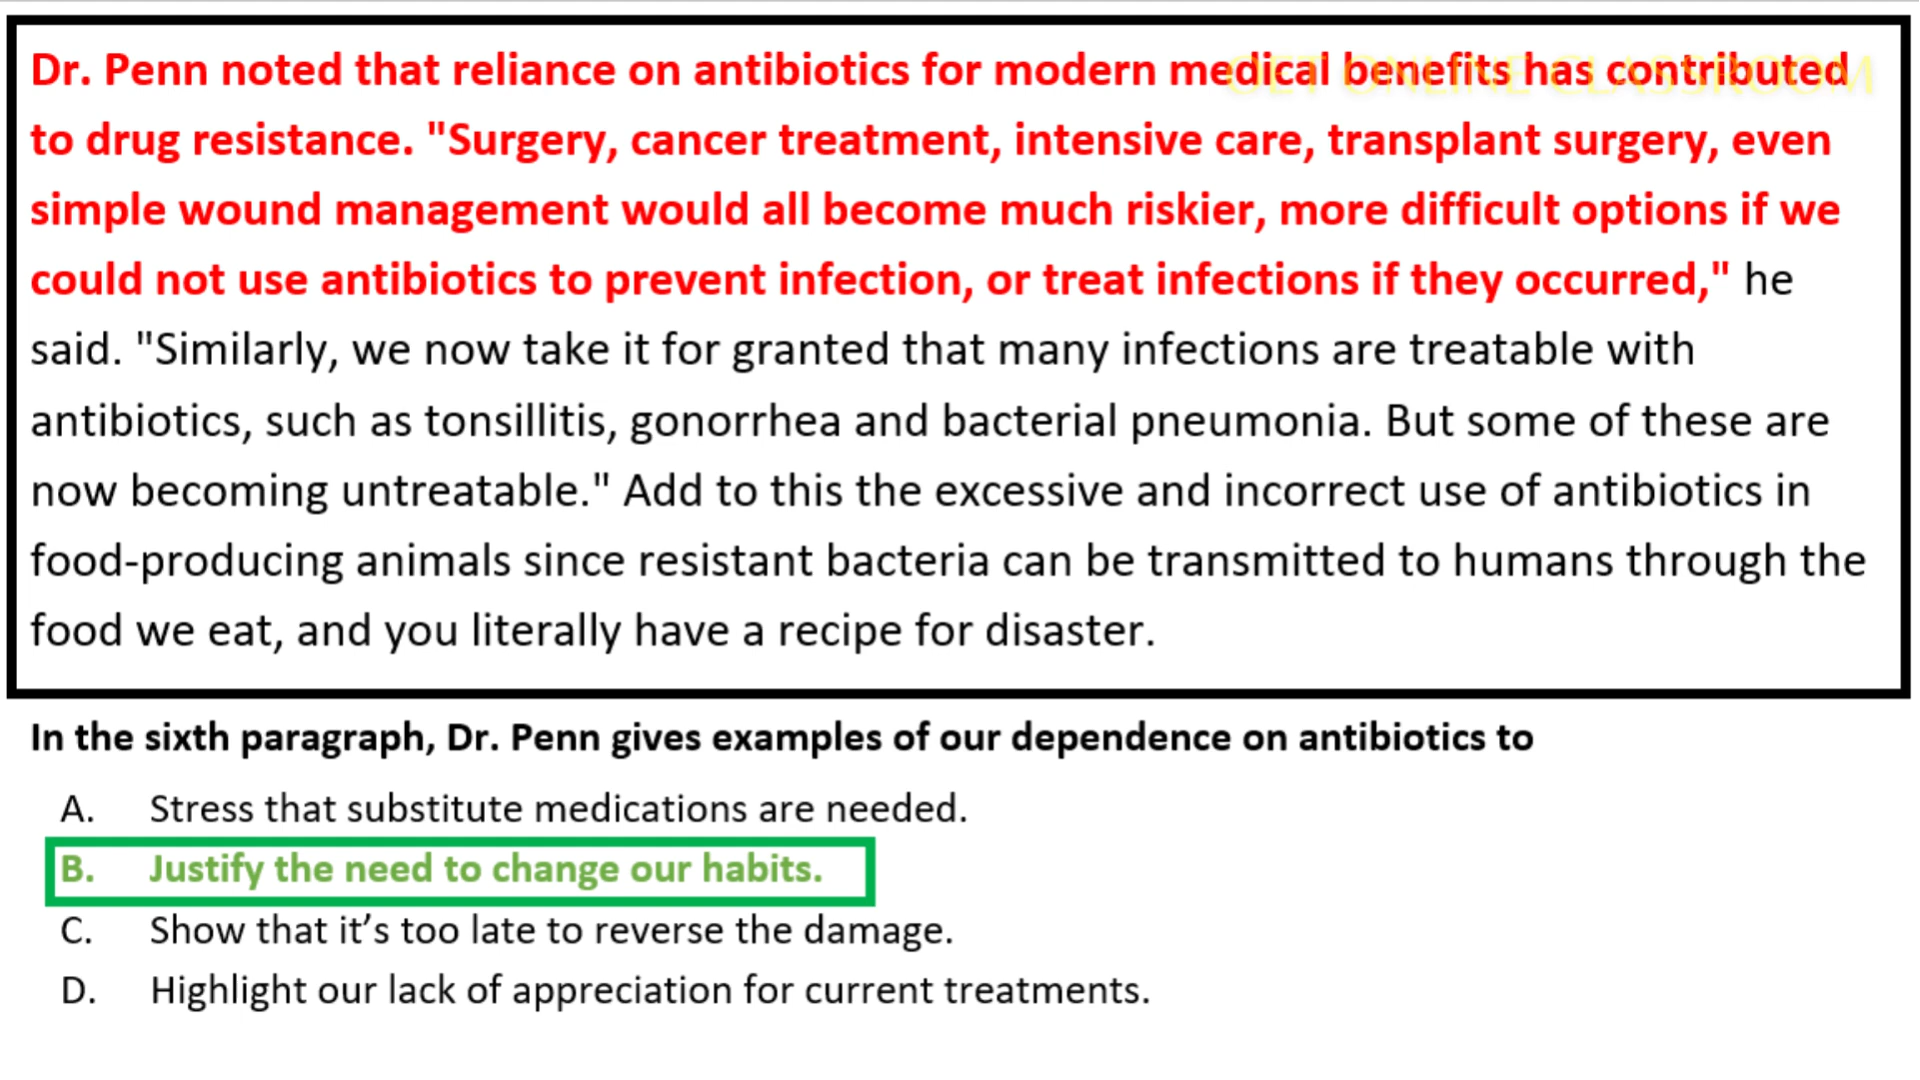 GET ONLINE CLASSROOM
Dr. Penn noted that reliance on antibiotics for modern medical benefits has contributed
to drug resistance. "Surgery, cancer treatment, intensive care, transplant surgery, even
simple wound management would all become much riskier, more difficult options if we
could not use antibiotics to prevent infection, or treat infections if they occurred," he
said. "Similarly, we now take it for granted that many infections are treatable with
antibiotics, such as tonsillitis, gonorrhea and bacterial pneumonia. But some of these are
now becoming untreatable." Add to this the excessive and incorrect use of antibiotics in
food-producing animals since resistant bacteria can be transmitted to humans through the
food we eat, and you literally have a recipe for disaster.
In the sixth paragraph, Dr. Penn gives examples of our dependence on antibiotics to
A. Stress that substitute medications are needed.
B. Justify the need to change our habits.
C. Show that it’s too late to reverse the damage.
D. Highlight our lack of appreciation for current treatments.